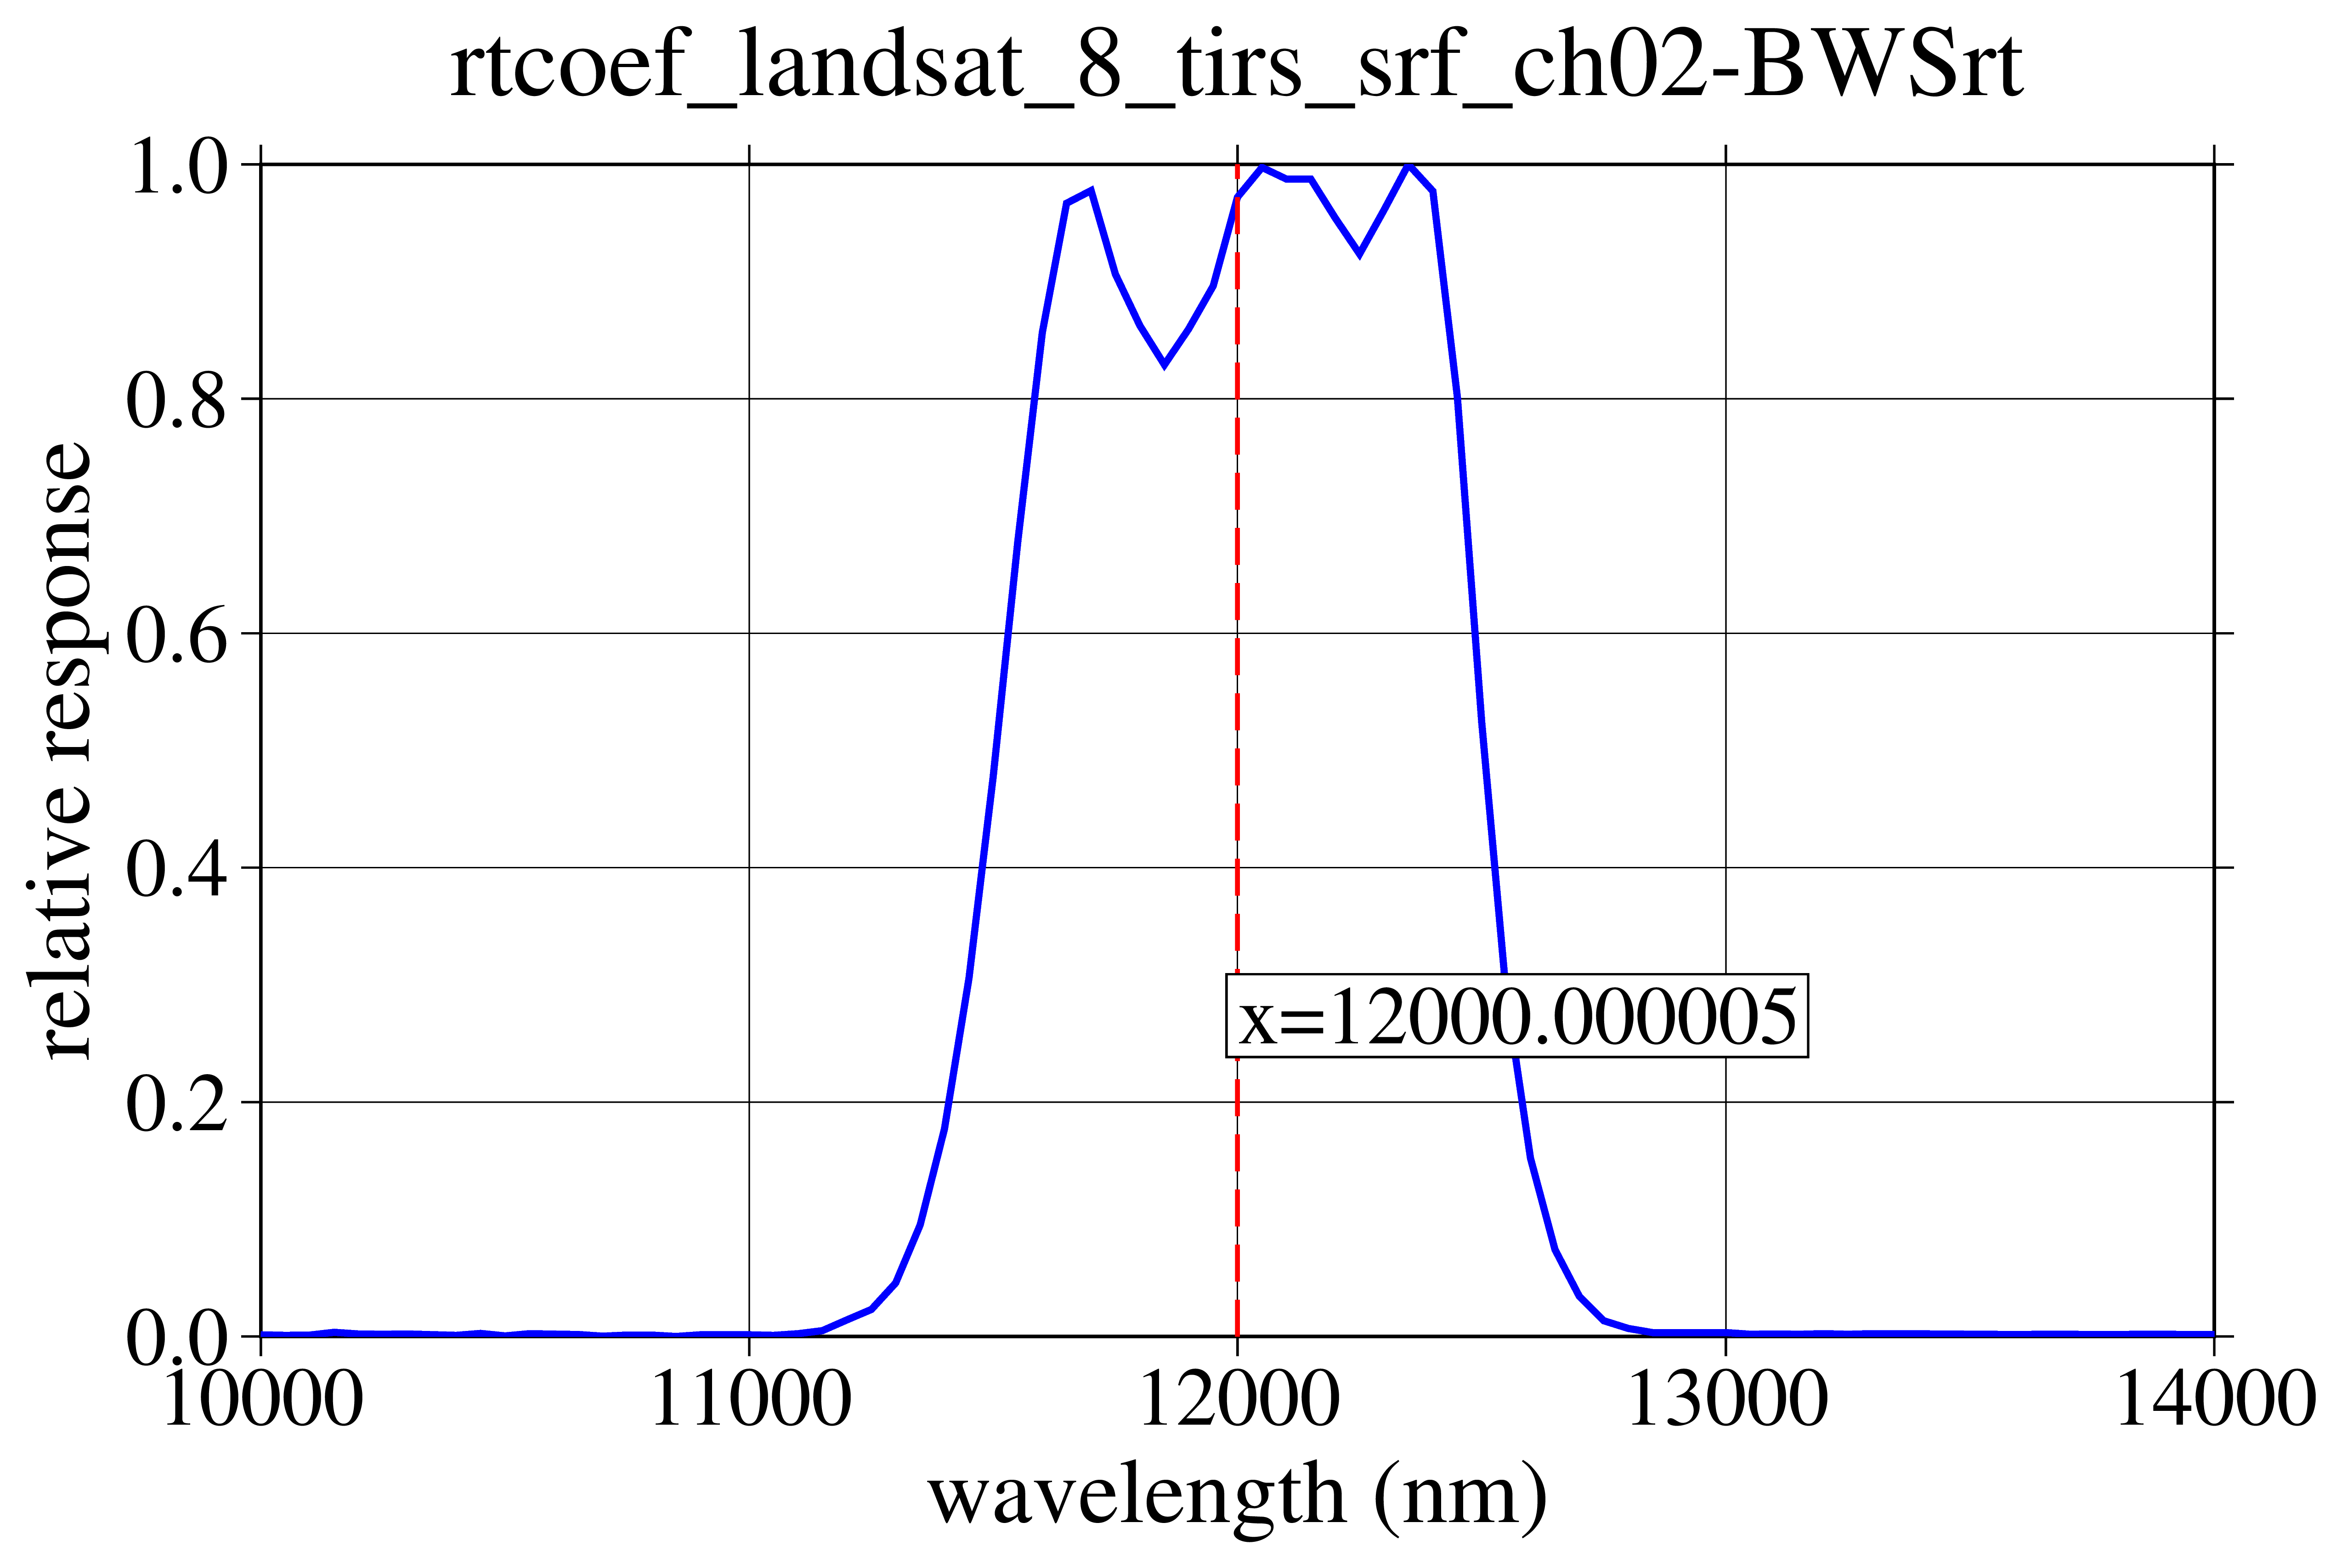 rtcoef_landsat_8_tirs_srf_ch02-BWSrt
1.0
0.8
0.6
0.4
0.2
0.0
relative response
x=12000.000005
10000 11000 12000 13000 14000
wavelength (nm)